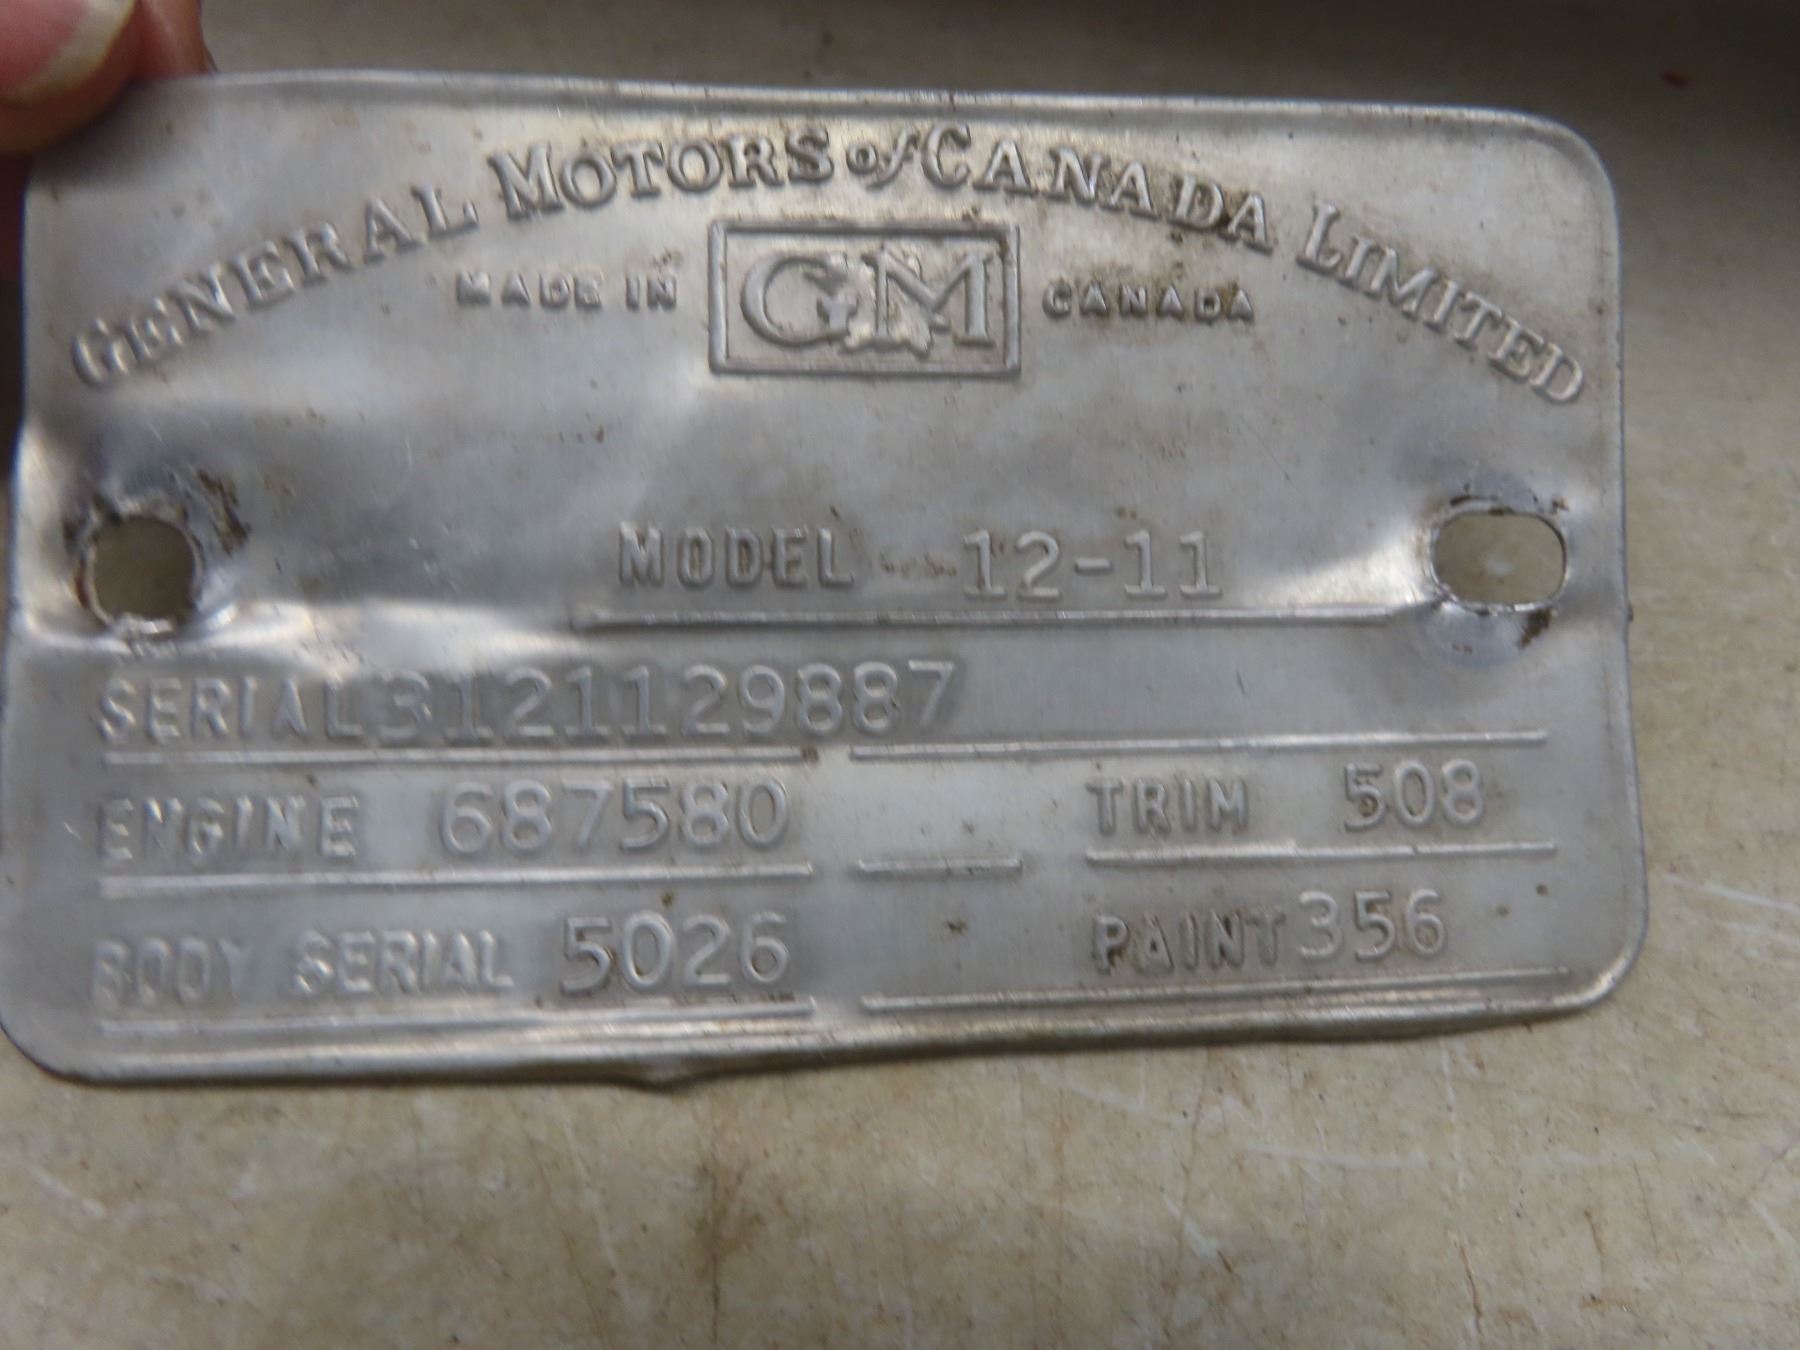 GENERAL MOTORS of CANADA LIMITED
MADE IN GM CANADA
MODEL 12-11
SERIAL 3121129887
ENGINE 687580 TRIM 508
BODY SERIAL 5026 PAINT 356